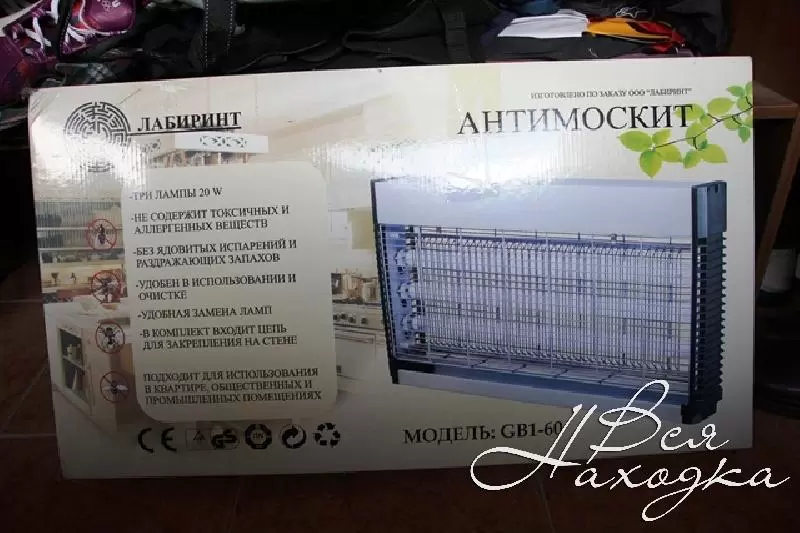 ЛАБИРИНТ
ИЗГОТОВЛЕНО ПО ЗАКАЗУ ООО "ЛАБИРИНТ"
АНТИМОСКИТ
-ТРИ ЛАМПЫ 20 W
-НЕ СОДЕРЖИТ ТОКСИЧНЫХ И
АЛЛЕРГЕННЫХ ВЕЩЕСТВ
-БЕЗ ЯДОВИТЫХ ИСПАРЕНИЙ И
РАЗДРАЖАЮЩИХ ЗАПАХОВ
-УДОБЕН В ИСПОЛЬЗОВАНИИ И
ОЧИСТКЕ
-УДОБНАЯ ЗАМЕНА ЛАМП
-В КОМПЛЕКТ ВХОДИТ ЦЕПЬ
ДЛЯ ЗАКРЕПЛЕНИЯ НА СТЕНЕ
ПОДХОДИТ ДЛЯ ИСПОЛЬЗОВАНИЯ
В КВАРТИРЕ, ОБЩЕСТВЕННЫХ И
ПРОМЫШЛЕННЫХ ПОМЕЩЕНИЯХ
CE GS
МОДЕЛЬ: GB1-60
Вся
Находка